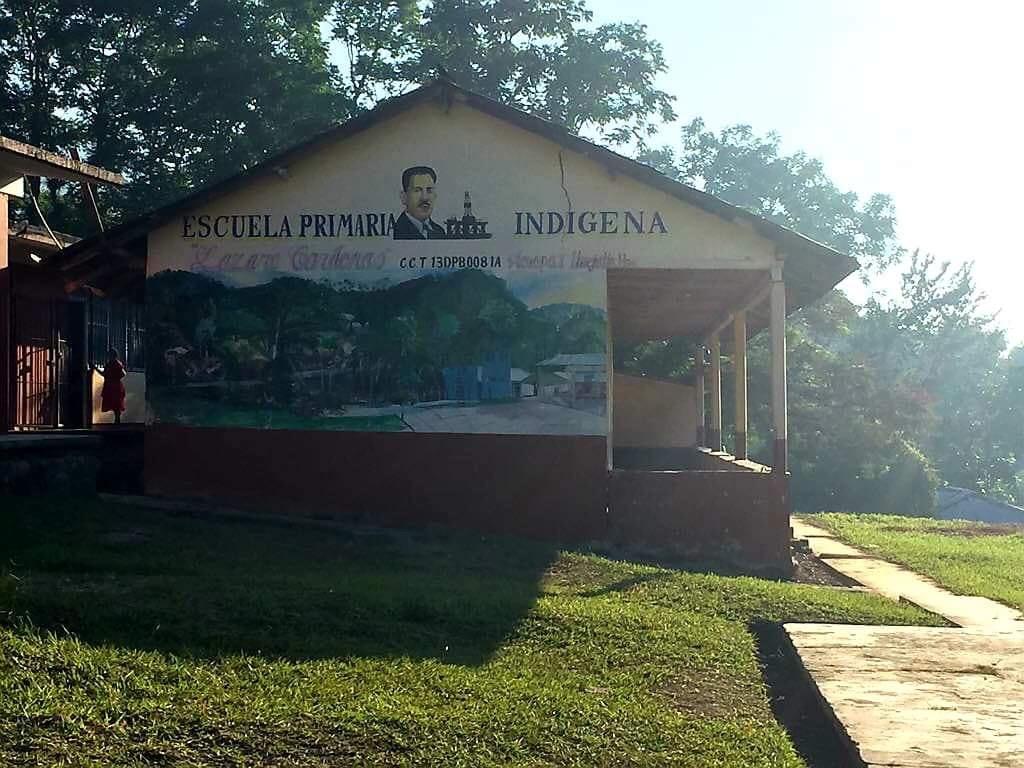 ESCUELA PRIMARIA INDIGENA
"Lazaro Cardenas" C C T 13DPB0081A